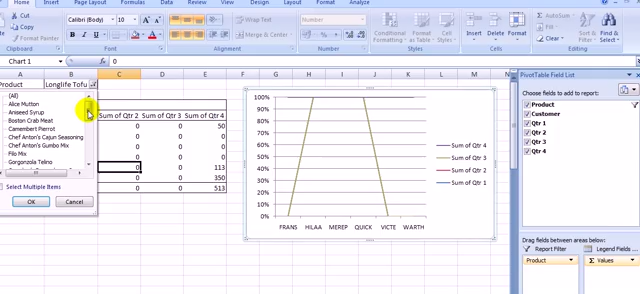 Home Insert Page Layout Formulas Data Review View Design Layout Format Analyze
Cut
Copy
Format Painter
Clipboard
Calibri (Body) 10
Font
Wrap Text
Merge & Center
Alignment
Number
Number
Conditional Formatting
Format as Table
Cell Styles
Styles
Insert Delete Format
Cells
AutoSum
Fill
Clear
Sort & Filter
Find & Select
Editing
Chart 1 0
A B C D E F G H I J K L M N
Product Longlife Tofu
(All)
Alice Mutton
Aniseed Syrup
Boston Crab Meat
Camembert Pierrot
Chef Anton's Cajun Seasoning
Chef Anton's Gumbo Mix
Filo Mix
Gorgonzola Telino
Select Multiple Items
OK Cancel
Sum of Qtr 2 Sum of Qtr 3 Sum of Qtr 4
0 0 50
0 0 0
0 0 0
0 0 113
0 0 350
0 0 513
100%
90%
80%
70%
60%
50%
40%
30%
20%
10%
0%
FRANS HILAA MEREP QUICK VICTE WARTH
Sum of Qtr 4
Sum of Qtr 3
Sum of Qtr 2
Sum of Qtr 1
PivotTable Field List
Choose fields to add to report:
Product
Customer
Qtr 1
Qtr 2
Qtr 3
Qtr 4
Drag fields between areas below:
Report Filter Legend Fields
Product Values